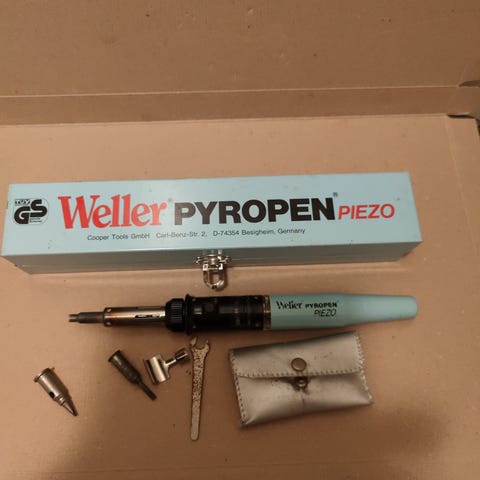 TÜV
GS
Weller® PYROPEN® PIEZO
Cooper Tools GmbH Carl-Benz-Str. 2, D-74354 Besigheim, Germany
Weller PYROPEN®
PIEZO